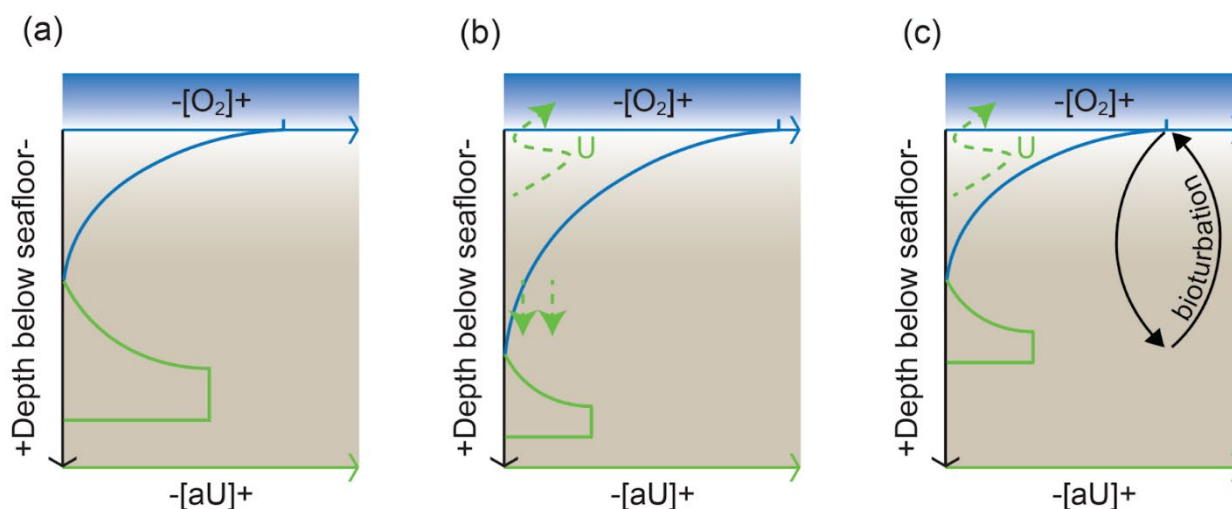 (a)
(b)
(c)
-[O₂]+
-[O₂]+
-[O₂]+
U
U
+Depth below seafloor-
+Depth below seafloor-
+Depth below seafloor-
bioturbation
-[aU]+
-[aU]+
-[aU]+